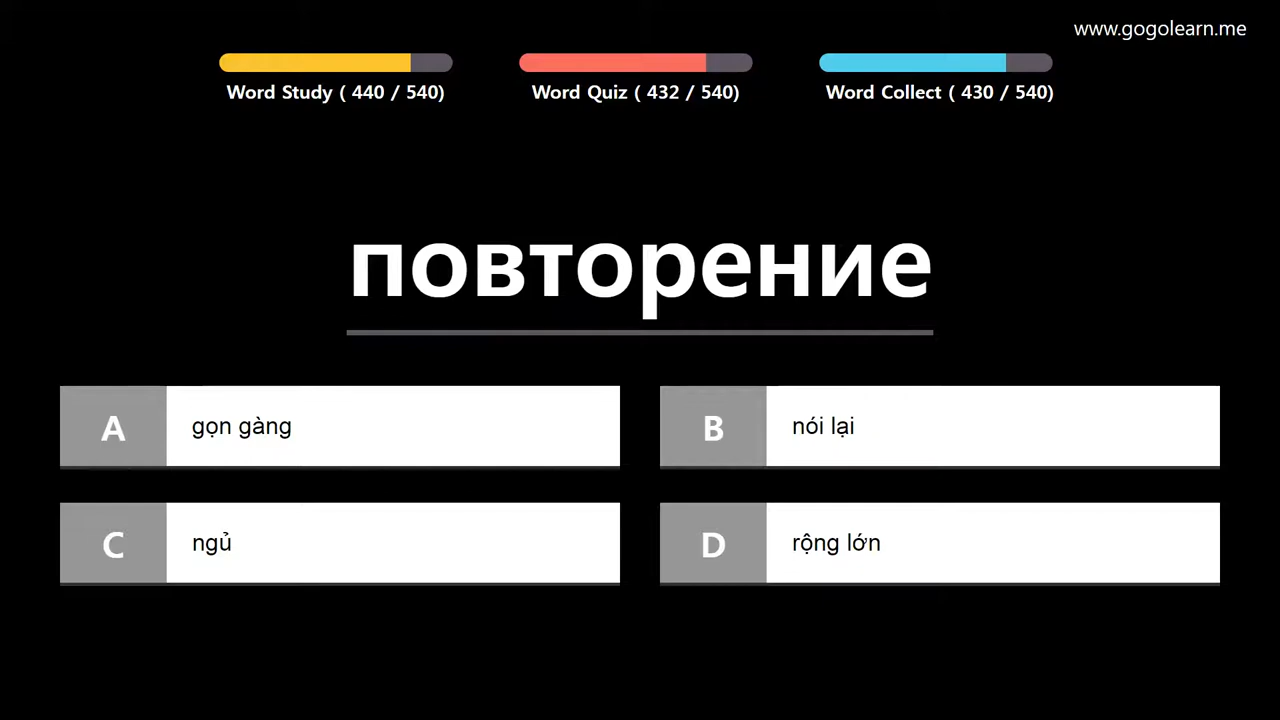 www.gogolearn.me
Word Study ( 440 / 540)
Word Quiz ( 432 / 540)
Word Collect ( 430 / 540)
повторение
A gọn gàng
B nói lại
C ngủ
D rộng lớn